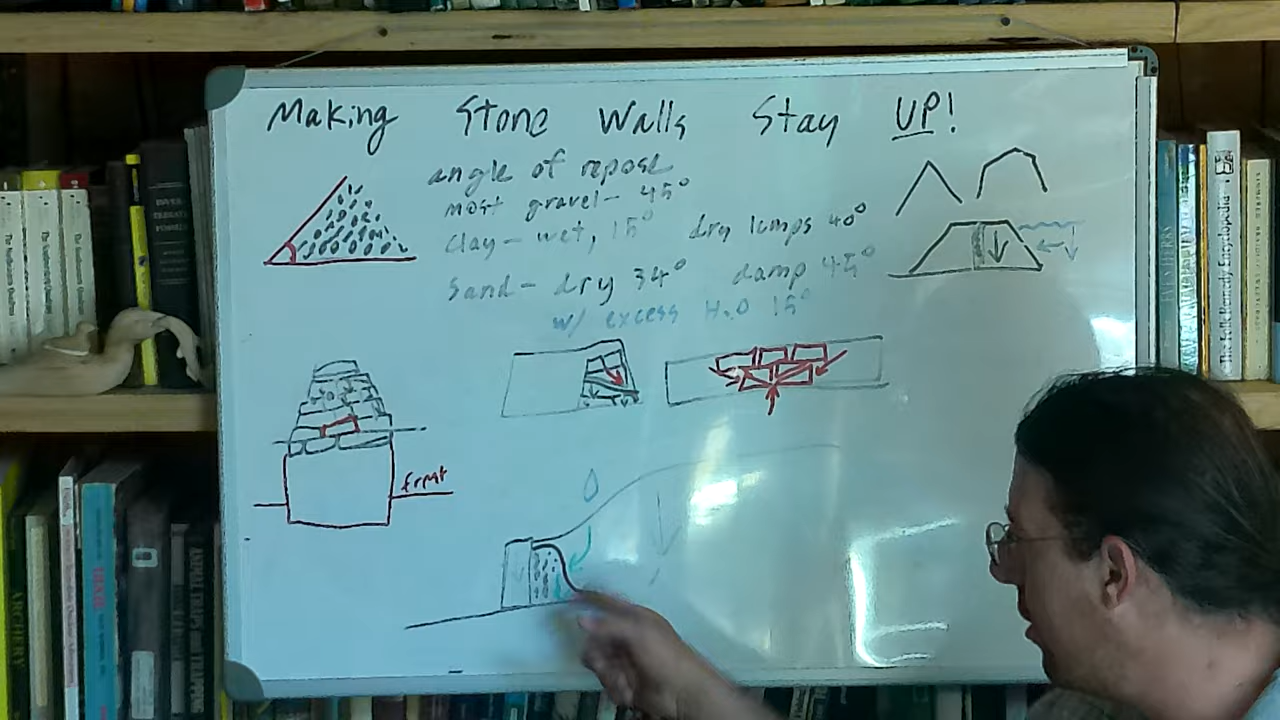 Making Stone Walls Stay UP!
angle of repose
most gravel- 45°
Clay- wet, 15° dry lumps 40°
Sand- dry 34° damp 45°
w/ excess H2O 15°
frost
ARCHERY